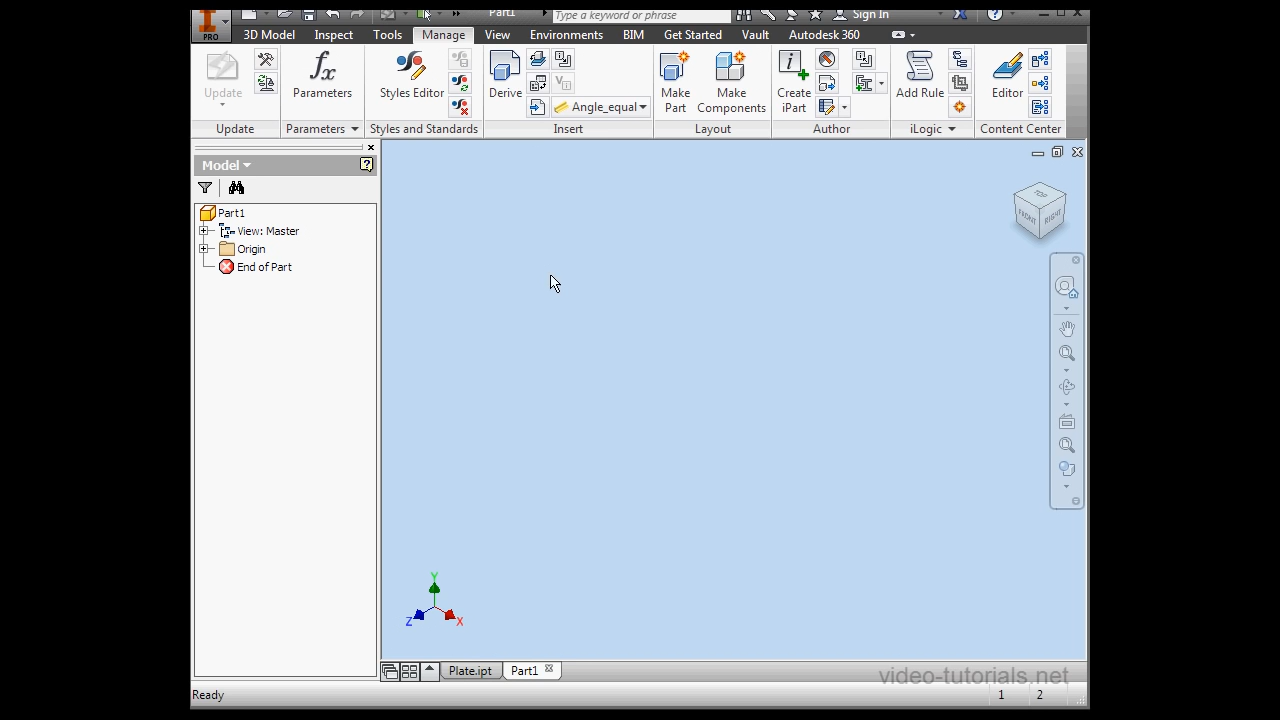 Part1
Type a keyword or phrase
Sign In
PRO
3D Model Inspect Tools Manage View Environments BIM Get Started Vault Autodesk 360
Update Parameters Styles Editor Derive Angle_equal Make Part Make Components Create iPart Add Rule Editor
Update Parameters Styles and Standards Insert Layout Author iLogic Content Center
Model
Part1
View: Master
Origin
End of Part
TOP
FRONT RIGHT
Y
Z X
Plate.ipt Part1
video-tutorials.net
Ready 1 2